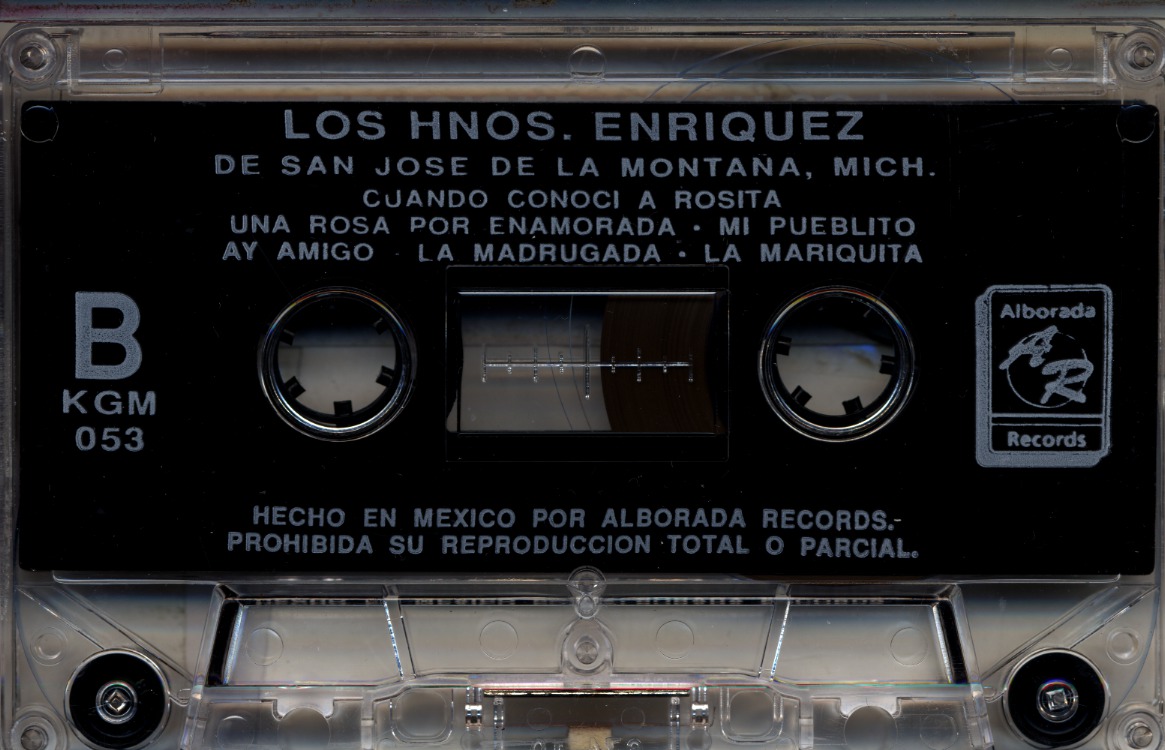 LOS HNOS. ENRIQUEZ
DE SAN JOSE DE LA MONTAÑA, MICH.
CUANDO CONOCI A ROSITA
UNA ROSA POR ENAMORADA • MI PUEBLITO
AY AMIGO LA MADRUGADA • LA MARIQUITA
B
KGM
053
Alborada
AR
Records
HECHO EN MEXICO POR ALBORADA RECORDS.-
PROHIBIDA SU REPRODUCCION TOTAL O PARCIAL.